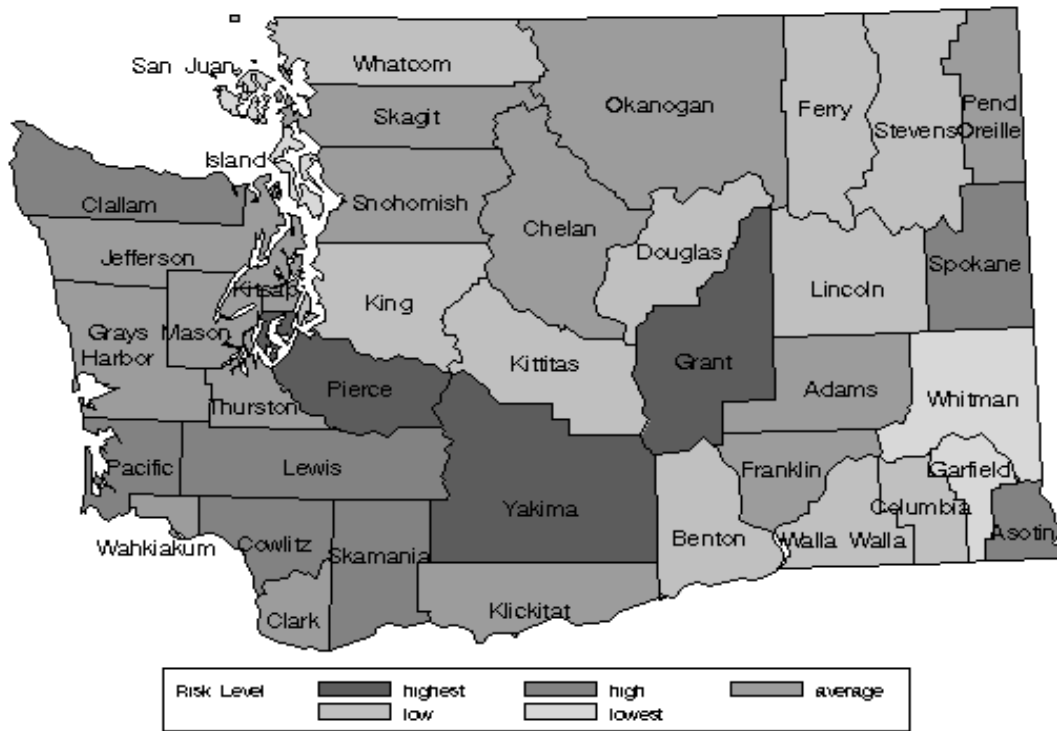 San Juan
Whatcom
Skagit
Okanogan
Ferry
Stevens
Pend
Oreille
Island
Snohomish
Clallam
Chelan
Jefferson
Douglas
Spokane
Kitsap
King
Lincoln
Grays
Harbor
Mason
Kittitas
Grant
Pierce
Adams
Thurston
Whitman
Pacific
Lewis
Franklin
Garfield
Yakima
Columbia
Wahkiakum
Cowlitz
Skamania
Benton
Walla Walla
Asotin
Clark
Klickitat
Risk Level highest high average
low lowest